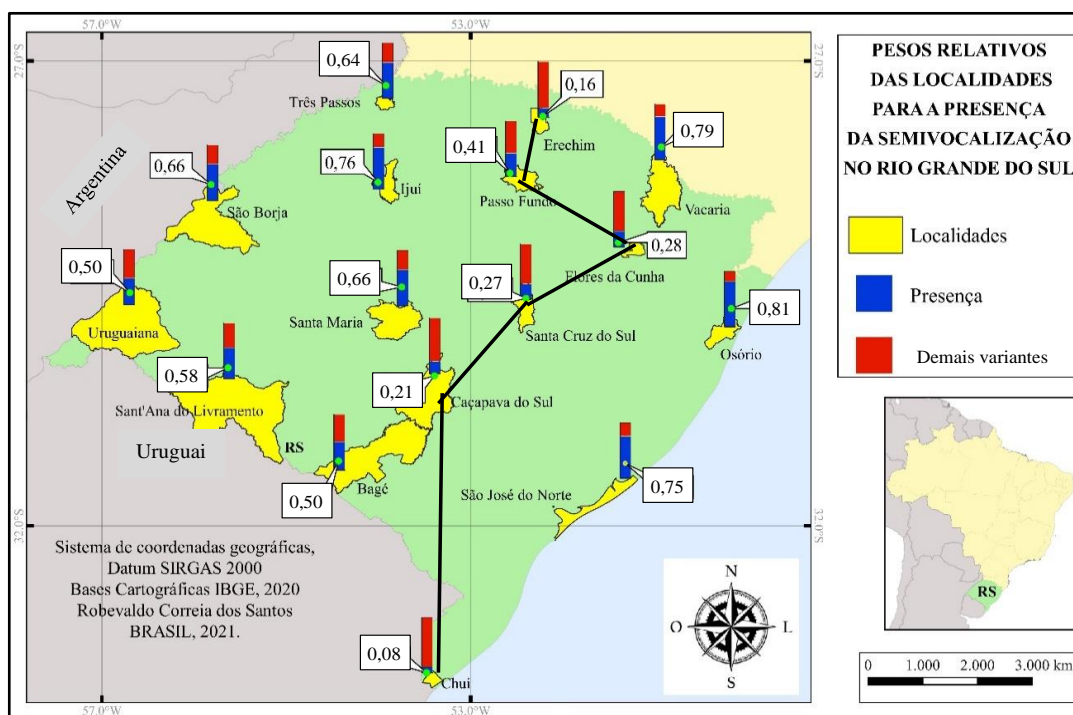 57.0°W
53.0°W
27.0°S
27.0°S
0,64
Três Passos
0,16
Erechim
0,41
Passo Fundo
0,79
Vacaria
Argentina
0,66
São Borja
0,76
Ijuí
0,28
Flores da Cunha
0,50
Uruguaiana
0,66
Santa Maria
0,27
Santa Cruz do Sul
0,81
Osório
0,58
Sant'Ana do Livramento
0,21
Caçapava do Sul
Uruguai
RS
0,50
Bagé
0,75
São José do Norte
32.0°S
32.0°S
Sistema de coordenadas geográficas,
Datum SIRGAS 2000
Bases Cartográficas IBGE, 2020
Robevaldo Correia dos Santos
BRASIL, 2021.
0,08
Chuí
N
O
L
S
57.0°W
53.0°W
PESOS RELATIVOS
DAS LOCALIDADES
PARA A PRESENÇA
DA SEMIVOCALIZAÇÃO
NO RIO GRANDE DO SUL
Localidades
Presença
Demais variantes
RS
0 1.000 2.000 3.000 km